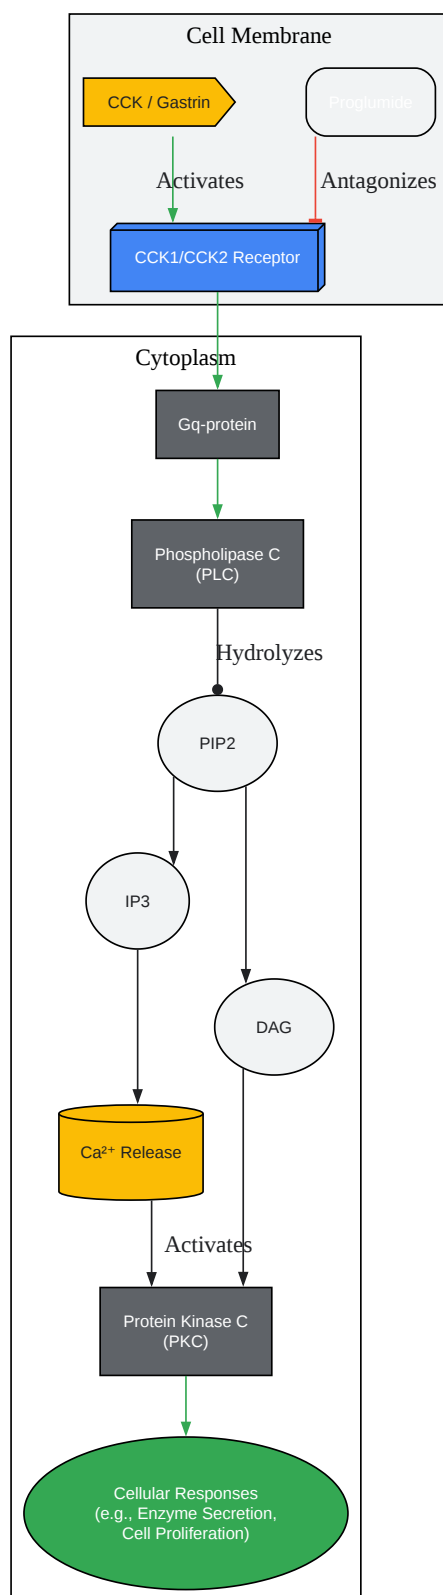 Cell Membrane
CCK / Gastrin
Proglumide
Activates
Antagonizes
CCK1/CCK2 Receptor
Cytoplasm
Gq-protein
Phospholipase C
(PLC)
Hydrolyzes
PIP2
IP3
DAG
Ca²⁺ Release
Activates
Protein Kinase C
(PKC)
Cellular Responses
(e.g., Enzyme Secretion,
Cell Proliferation)